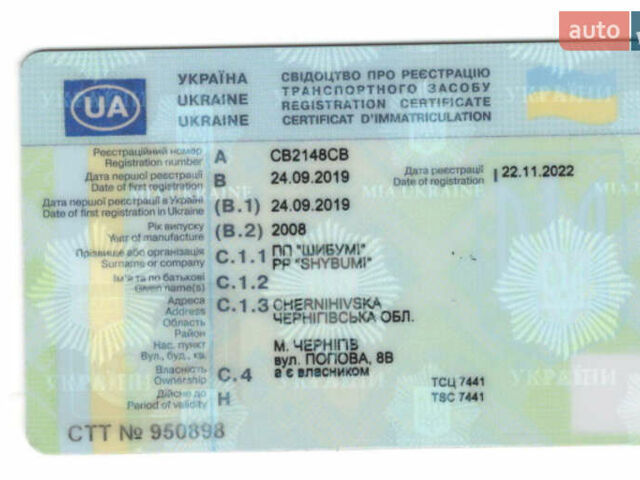 auto
УКРАЇНА
UKRAINE
UKRAINE
СВІДОЦТВО ПРО РЕЄСТРАЦІЮ
ТРАНСПОРТНОГО ЗАСОБУ
REGISTRATION CERTIFICATE
CERTIFICAT D'IMMATRICULATION
UA
Реєстраційний номер
Registration number A CB2148CB
Дата першої реєстрації
Date of first registration B 24.09.2019
Дата реєстрації
Date of registration I 22.11.2022
Дата першої реєстрації в Україні
Date of first registration in Ukraine (B.1) 24.09.2019
Рік випуску
Year of manufacture (B.2) 2008
Прізвище або організація
Surname or company C.1.1 ПП "ШИБУМІ"
PP "SHYBUMI"
Ім'я та по батькові
Given name(s) C.1.2
Адреса
Address C.1.3 CHERNIHIVSKA
Область ЧЕРНІГІВСЬКА ОБЛ.
Район
Нас. пункт М. ЧЕРНІГІВ
Вул., буд., кв. вул. ПОПОВА, 8В
Власність
Ownership C.4 а є власником
Дійсне до
Period of validity H
ТСЦ 7441
TSC 7441
СТТ № 950898
MIA UKRAINE
УКРАЇНИ